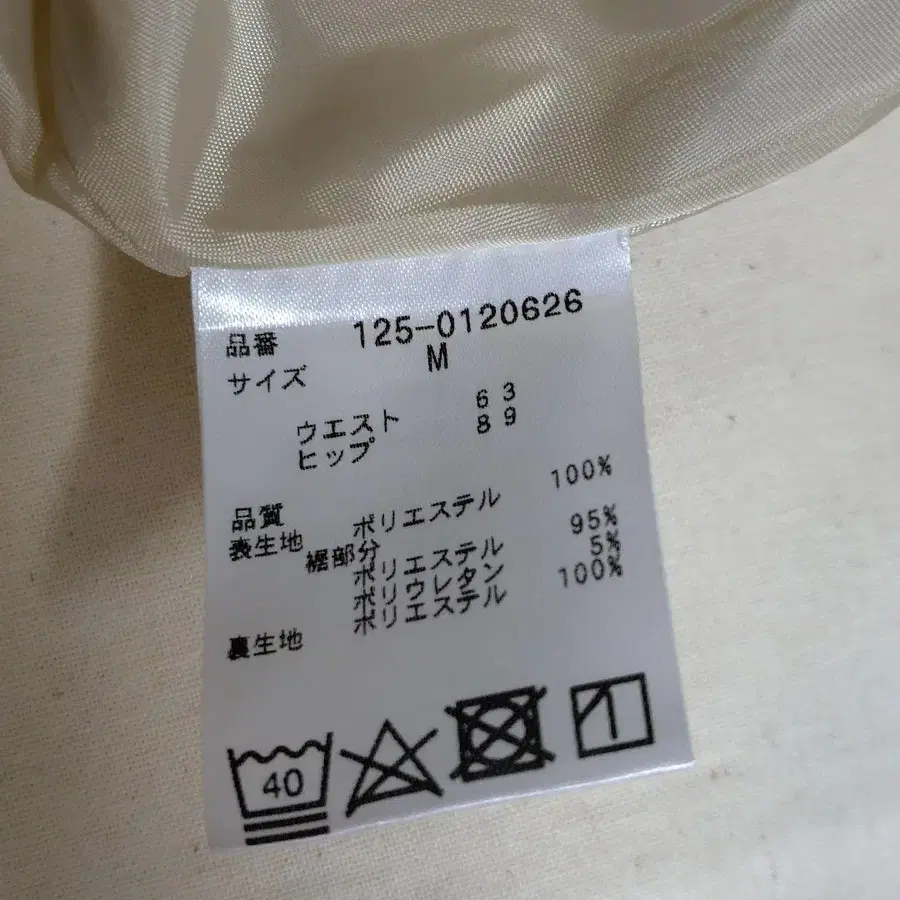 品番 125-0120626
サイズ M
ウエスト 63
ヒップ 89
品質
表生地 ポリエステル 100%
裾部分
ポリエステル 95%
ポリウレタン 5%
裏生地 ポリエステル 100%
40